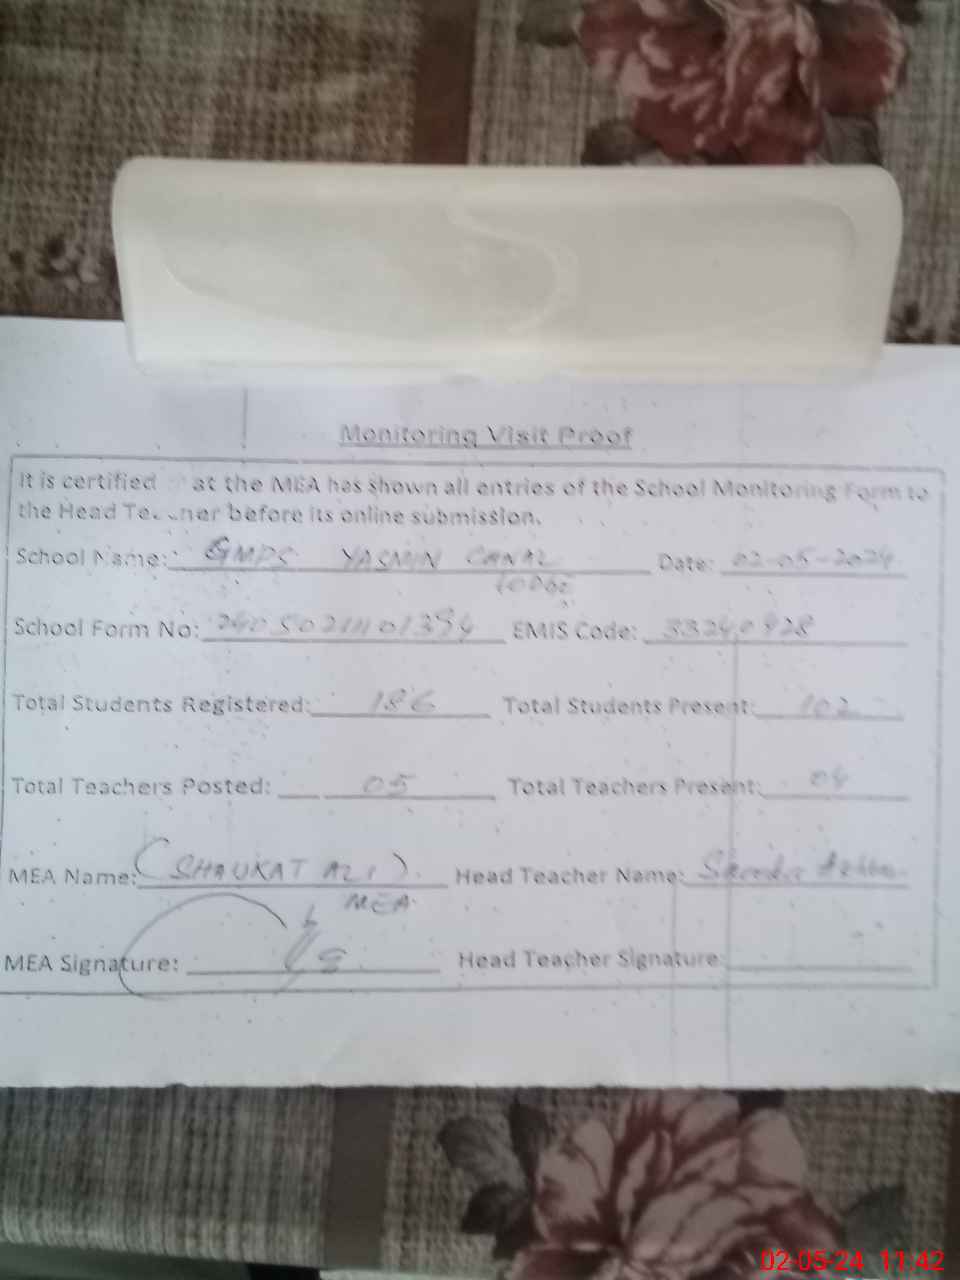 Monitoring Visit Proof
It is certified at the MEA has shown all entries of the School Monitoring Form to
the Head before its online submission.
School Name: GMPS YASMIN CANAL Date: 02-05-2024
School Form No: EMIS Code: 33240928
Total Students Registered: 186 Total Students Present: 102
Total Teachers Posted: 05 Total Teachers Present: 04
MEA Name: (SHAUKAT ALI) Head Teacher Name:
MEA
MEA Signature: Head Teacher Signature:
02-05-24 11:42